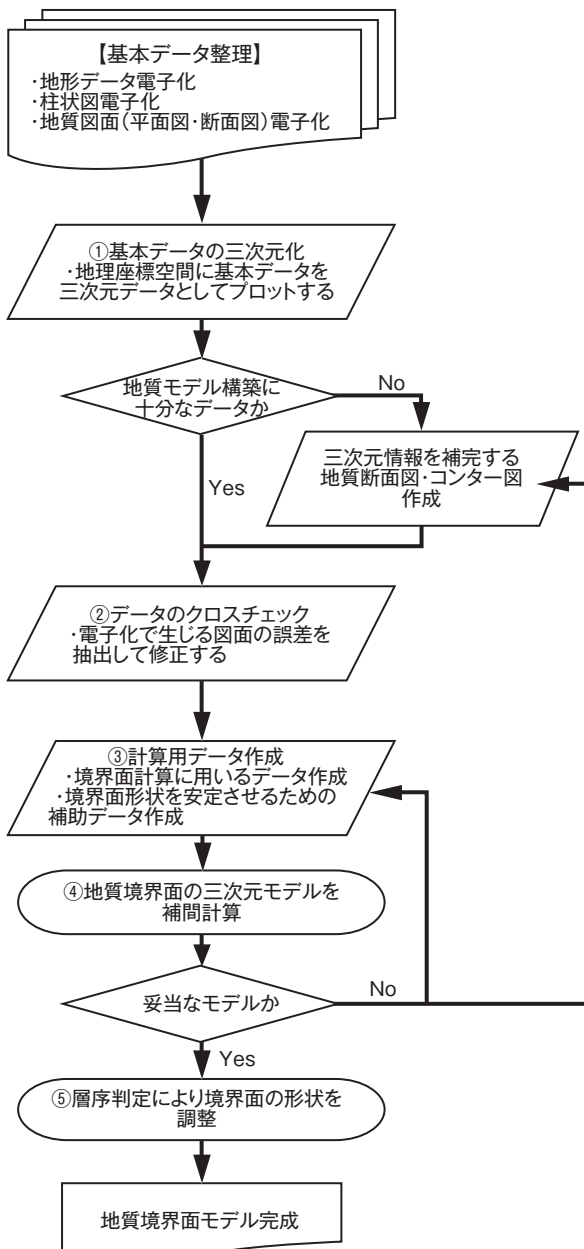 【基本データ整理】
・地形データ電子化
・柱状図電子化
・地質図面(平面図・断面図)電子化
①基本データの三次元化
・地理座標空間に基本データを
三次元データとしてプロットする
地質モデル構築に
十分なデータか
No
三次元情報を補完する
地質断面図・コンター図
作成
Yes
②データのクロスチェック
・電子化で生じる図面の誤差を
抽出して修正する
③計算用データ作成
・境界面計算に用いるデータ作成
・境界面形状を安定させるための
補助データ作成
④地質境界面の三次元モデルを
補間計算
妥当なモデルか
No
Yes
⑤層序判定により境界面の形状を
調整
地質境界面モデル完成